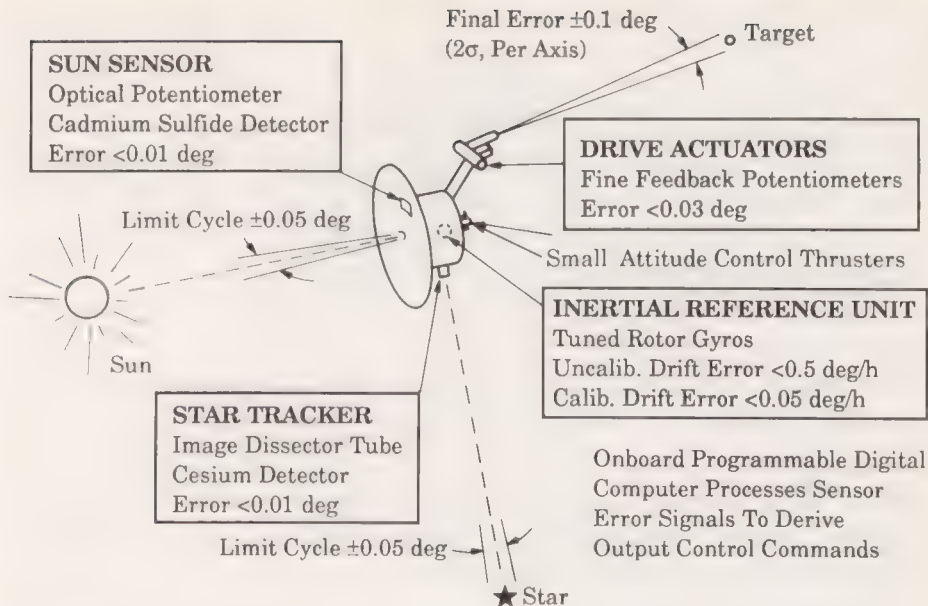 Final Error ±0.1 deg
(2σ, Per Axis)
Target
SUN SENSOR
Optical Potentiometer
Cadmium Sulfide Detector
Error <0.01 deg
DRIVE ACTUATORS
Fine Feedback Potentiometers
Error <0.03 deg
Limit Cycle ±0.05 deg
Small Attitude Control Thrusters
Sun
INERTIAL REFERENCE UNIT
Tuned Rotor Gyros
Uncalib. Drift Error <0.5 deg/h
Calib. Drift Error <0.05 deg/h
STAR TRACKER
Image Dissector Tube
Cesium Detector
Error <0.01 deg
Onboard Programmable Digital
Computer Processes Sensor
Error Signals To Derive
Output Control Commands
Limit Cycle ±0.05 deg
Star